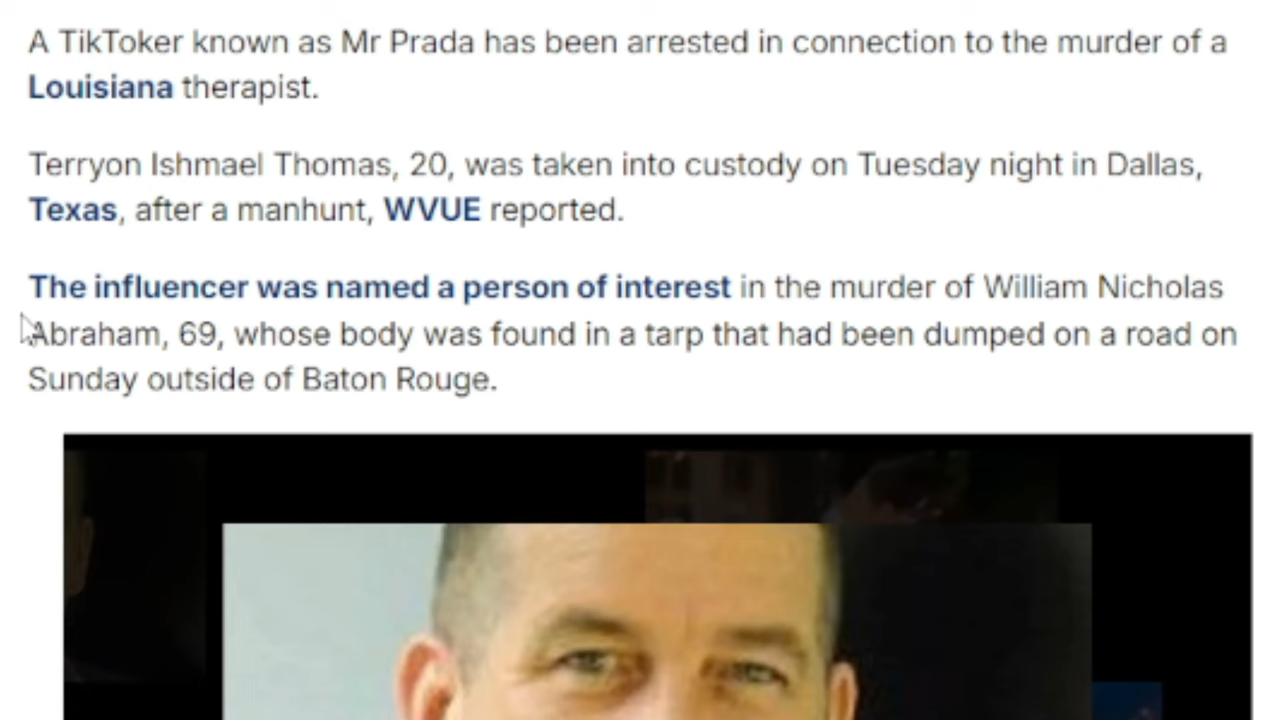 A TikToker known as Mr Prada has been arrested in connection to the murder of a
Louisiana therapist.
Terryon Ishmael Thomas, 20, was taken into custody on Tuesday night in Dallas,
Texas, after a manhunt, WVUE reported.
The influencer was named a person of interest in the murder of William Nicholas
Abraham, 69, whose body was found in a tarp that had been dumped on a road on
Sunday outside of Baton Rouge.